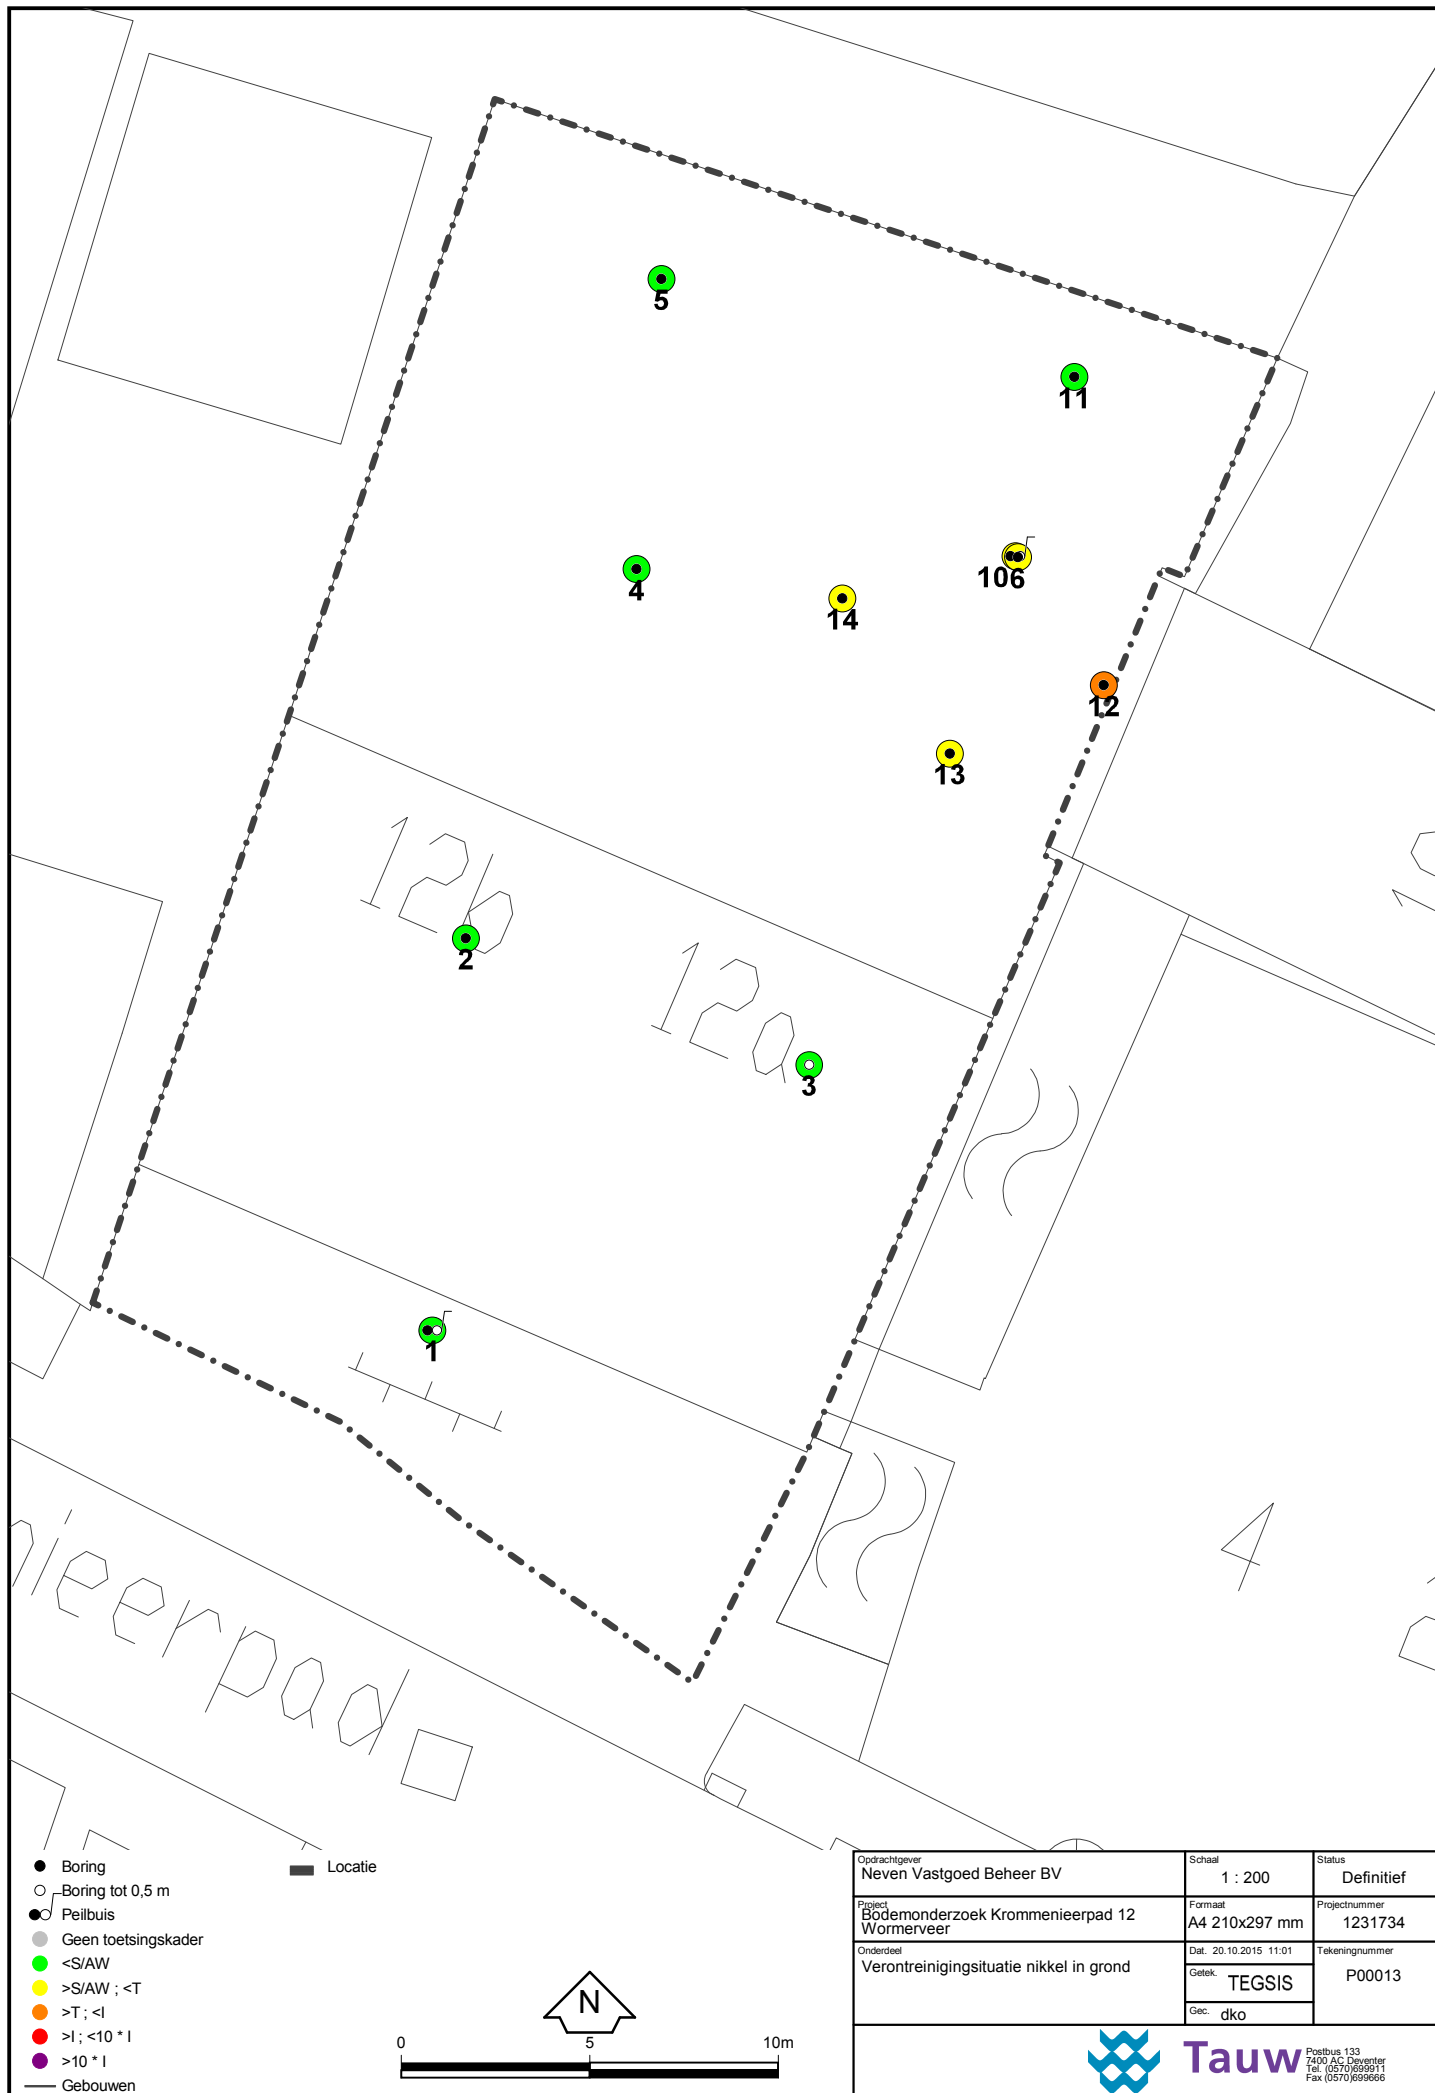 5
11
4
14
106
12
13
12b
2
12a
3
1
4
Boring
Boring tot 0,5 m
Peilbuis
Geen toetsingskader
<S/AW
>S/AW ; <T
>T ; <I
>I ; <10 * I
>10 * I
Gebouwen
Locatie
N
0 5 10m
Opdrachtgever
Neven Vastgoed Beheer BV
Schaal
1 : 200
Status
Definitief
Project
Bodemonderzoek Krommenieerpad 12
Wormerveer
Formaat
A4 210x297 mm
Projectnummer
1231734
Onderdeel
Verontreinigingsituatie nikkel in grond
Dat. 20.10.2015 11:01
Getek. TEGSIS
Gec. dko
Tekeningnummer
P00013
Tauw
Postbus 133
7400 AC Deventer
Tel. (0570)699911
Fax (0570)699666